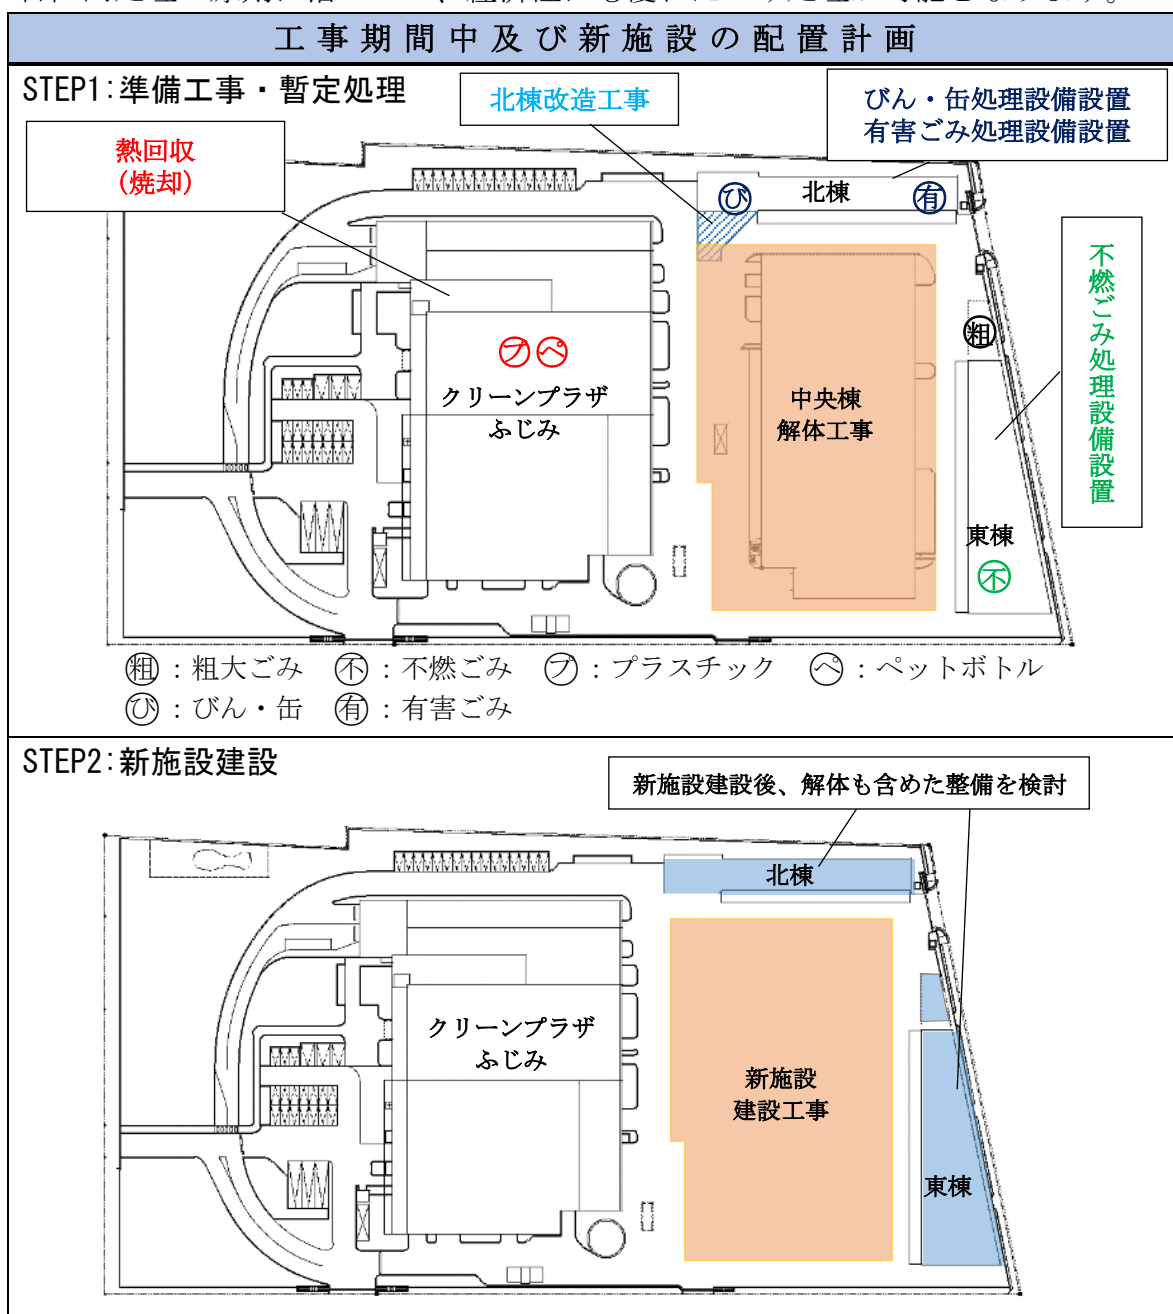 工事期間中及び新施設の配置計画
STEP1:準備工事・暫定処理
北棟改造工事
びん・缶処理設備設置
有害ごみ処理設備設置
熱回収
(焼却)
び
北棟
有
不燃ごみ処理設備設置
粗
プ ペ
クリーンプラザ
ふじみ
中央棟
解体工事
東棟
不
粗:粗大ごみ 不:不燃ごみ プ:プラスチック ペ:ペットボトル
び:びん・缶 有:有害ごみ
STEP2:新施設建設
新施設建設後、解体も含めた整備を検討
北棟
クリーンプラザ
ふじみ
新施設
建設工事
東棟